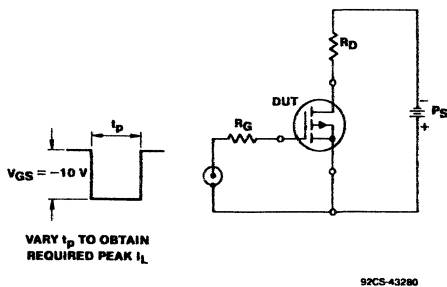 R_D
DUT
t_p
R_G
−
P_S
+
V_GS = −10 V
VARY t_p TO OBTAIN
REQUIRED PEAK I_L
92CS-43280